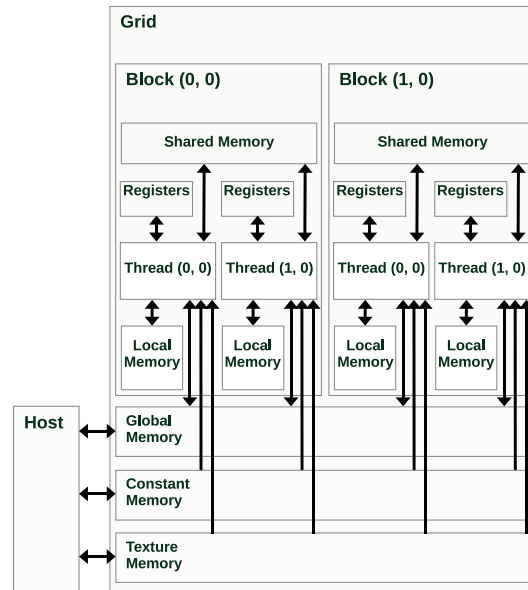 Grid
Block (0, 0)
Block (1, 0)
Shared Memory
Shared Memory
Registers
Registers
Registers
Registers
Thread (0, 0)
Thread (1, 0)
Thread (0, 0)
Thread (1, 0)
Local
Memory
Local
Memory
Local
Memory
Local
Memory
Host
Global
Memory
Constant
Memory
Texture
Memory